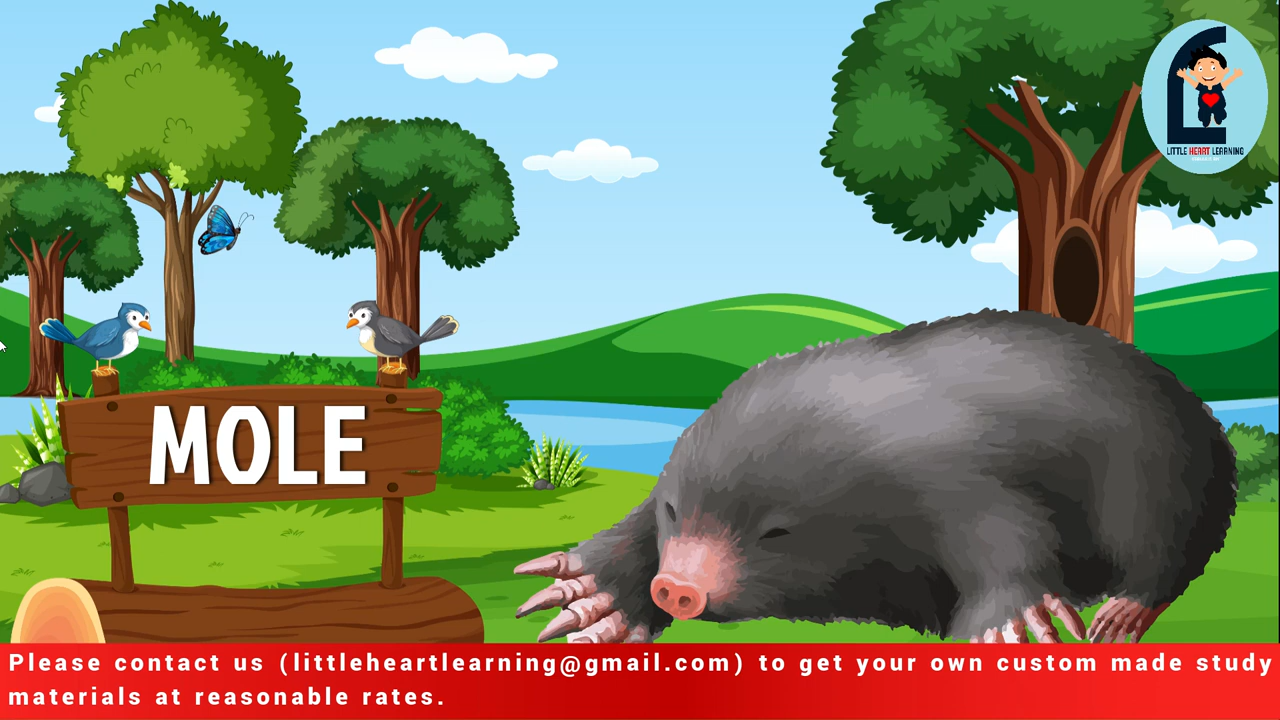 LITTLE HEART LEARNING
MOLE
Please contact us (littleheartlearning@gmail.com) to get your own custom made study
materials at reasonable rates.